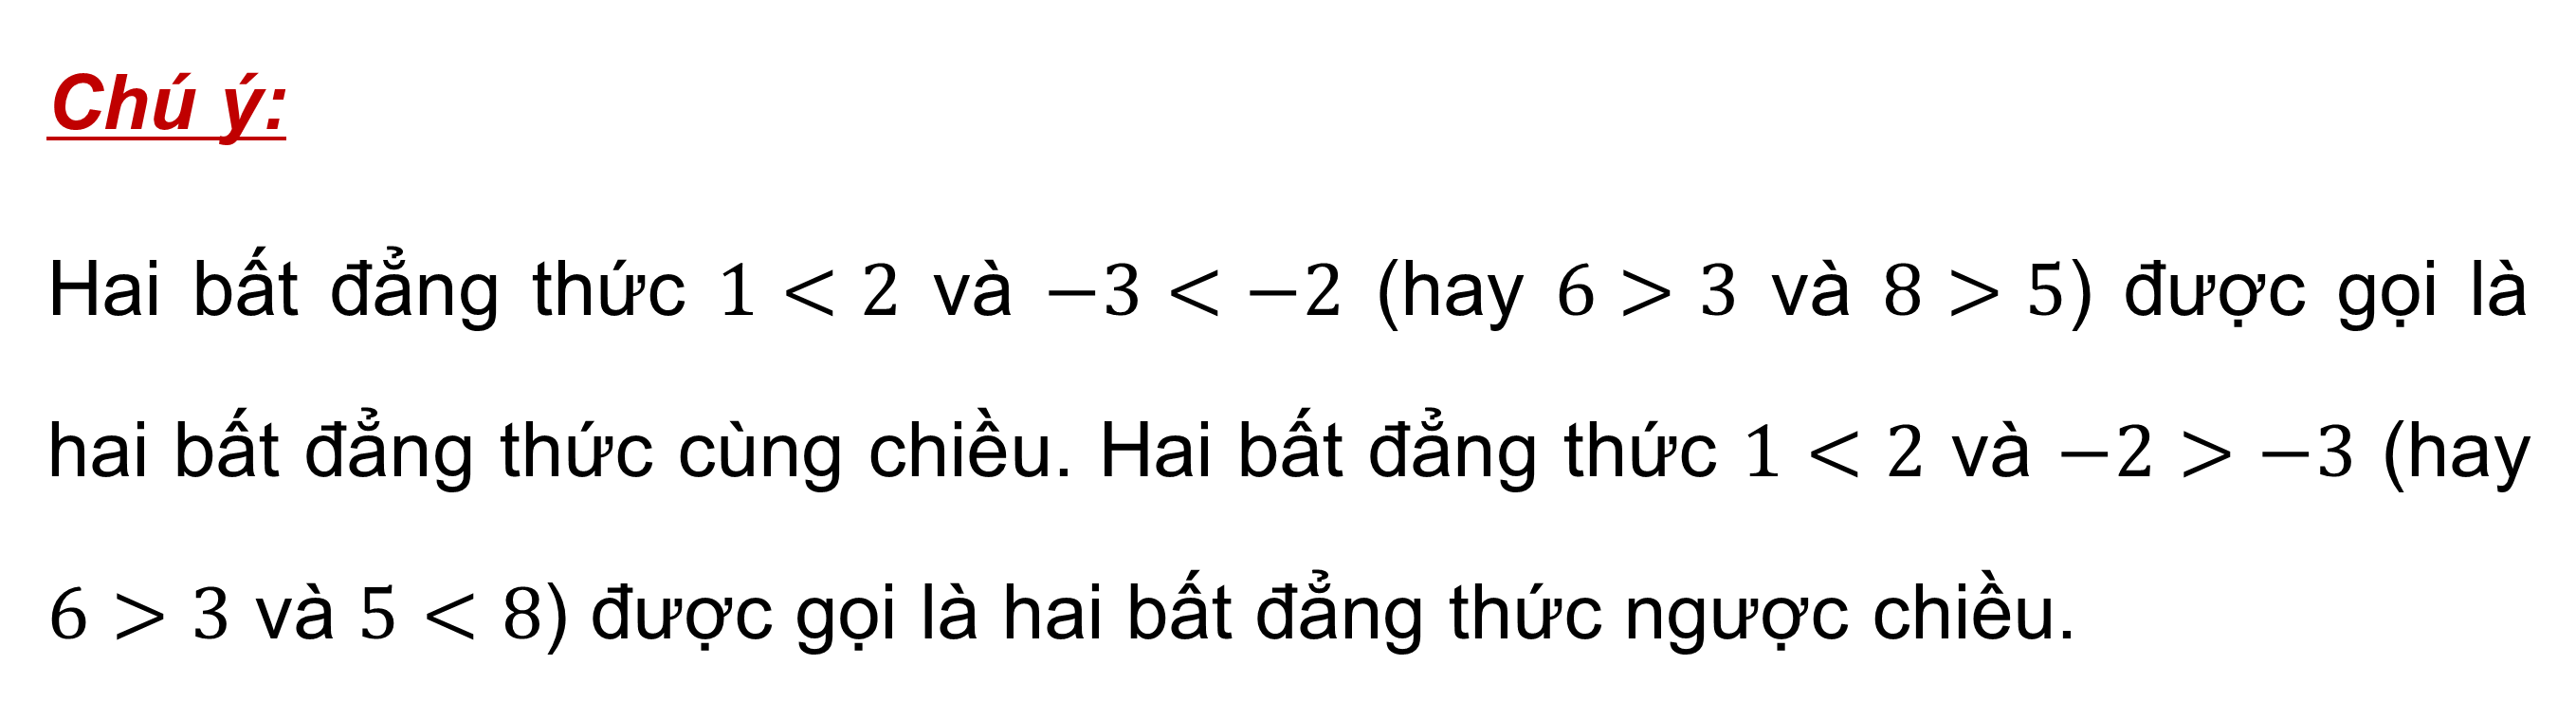 Chú ý:
Hai bất đẳng thức 1 < 2 và −3 < −2 (hay 6 > 3 và 8 > 5) được gọi là
hai bất đẳng thức cùng chiều. Hai bất đẳng thức 1 < 2 và −2 > −3 (hay
6 > 3 và 5 < 8) được gọi là hai bất đẳng thức ngược chiều.